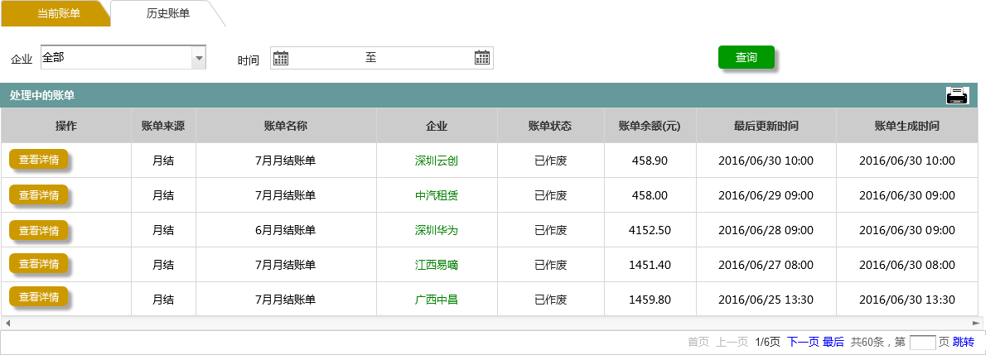 当前账单 历史账单
企业 全部 时间 至 查询
处理中的账单
操作 账单来源 账单名称 企业 账单状态 账单余额(元) 最后更新时间 账单生成时间
查看详情 月结 7月月结账单 深圳云创 已作废 458.90 2016/06/30 10:00 2016/06/30 10:00
查看详情 月结 7月月结账单 中汽租赁 已作废 458.00 2016/06/29 09:00 2016/06/30 09:00
查看详情 月结 6月月结账单 深圳华为 已作废 4152.50 2016/06/28 09:00 2016/06/30 09:00
查看详情 月结 7月月结账单 江西易嘀 已作废 1451.40 2016/06/27 08:00 2016/06/30 08:00
查看详情 月结 7月月结账单 广西中昌 已作废 1459.80 2016/06/25 13:30 2016/06/30 13:30
首页 上一页 1/6页 下一页 最后 共60条，第 页 跳转